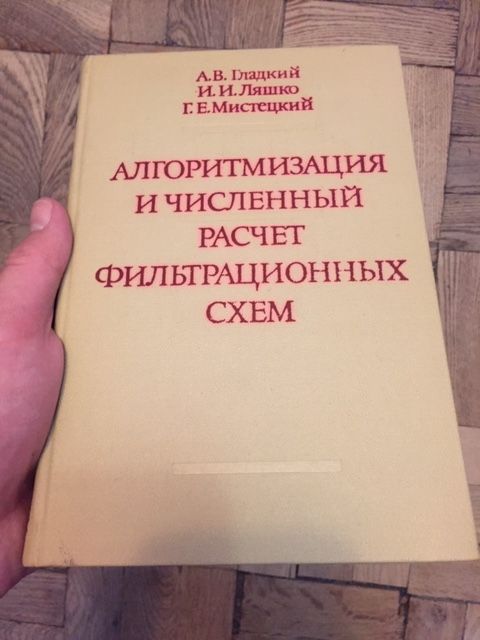 А.В. Гладкий
И.И. Ляшко
Г.Е. Мистецкий
АЛГОРИТМИЗАЦИЯ
И ЧИСЛЕННЫЙ
РАСЧЕТ
ФИЛЬТРАЦИОННЫХ
СХЕМ